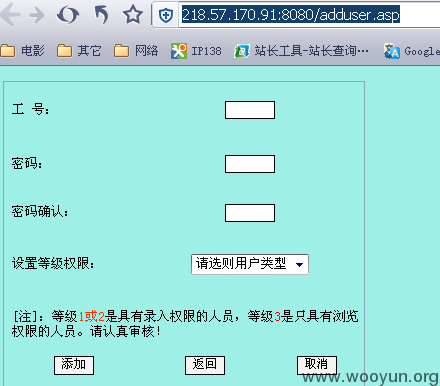 218.57.170.91:8080/adduser.asp
电影 其它 网络 IP138 站长工具-站长查询… Google
工 号：
密码：
密码确认：
设置等级权限： 请选则用户类型
[注]：等级1或2是具有录入权限的人员，等级3是只具有浏览
权限的人员。请认真审核！
添加 返回 取消
www.wooyun.org